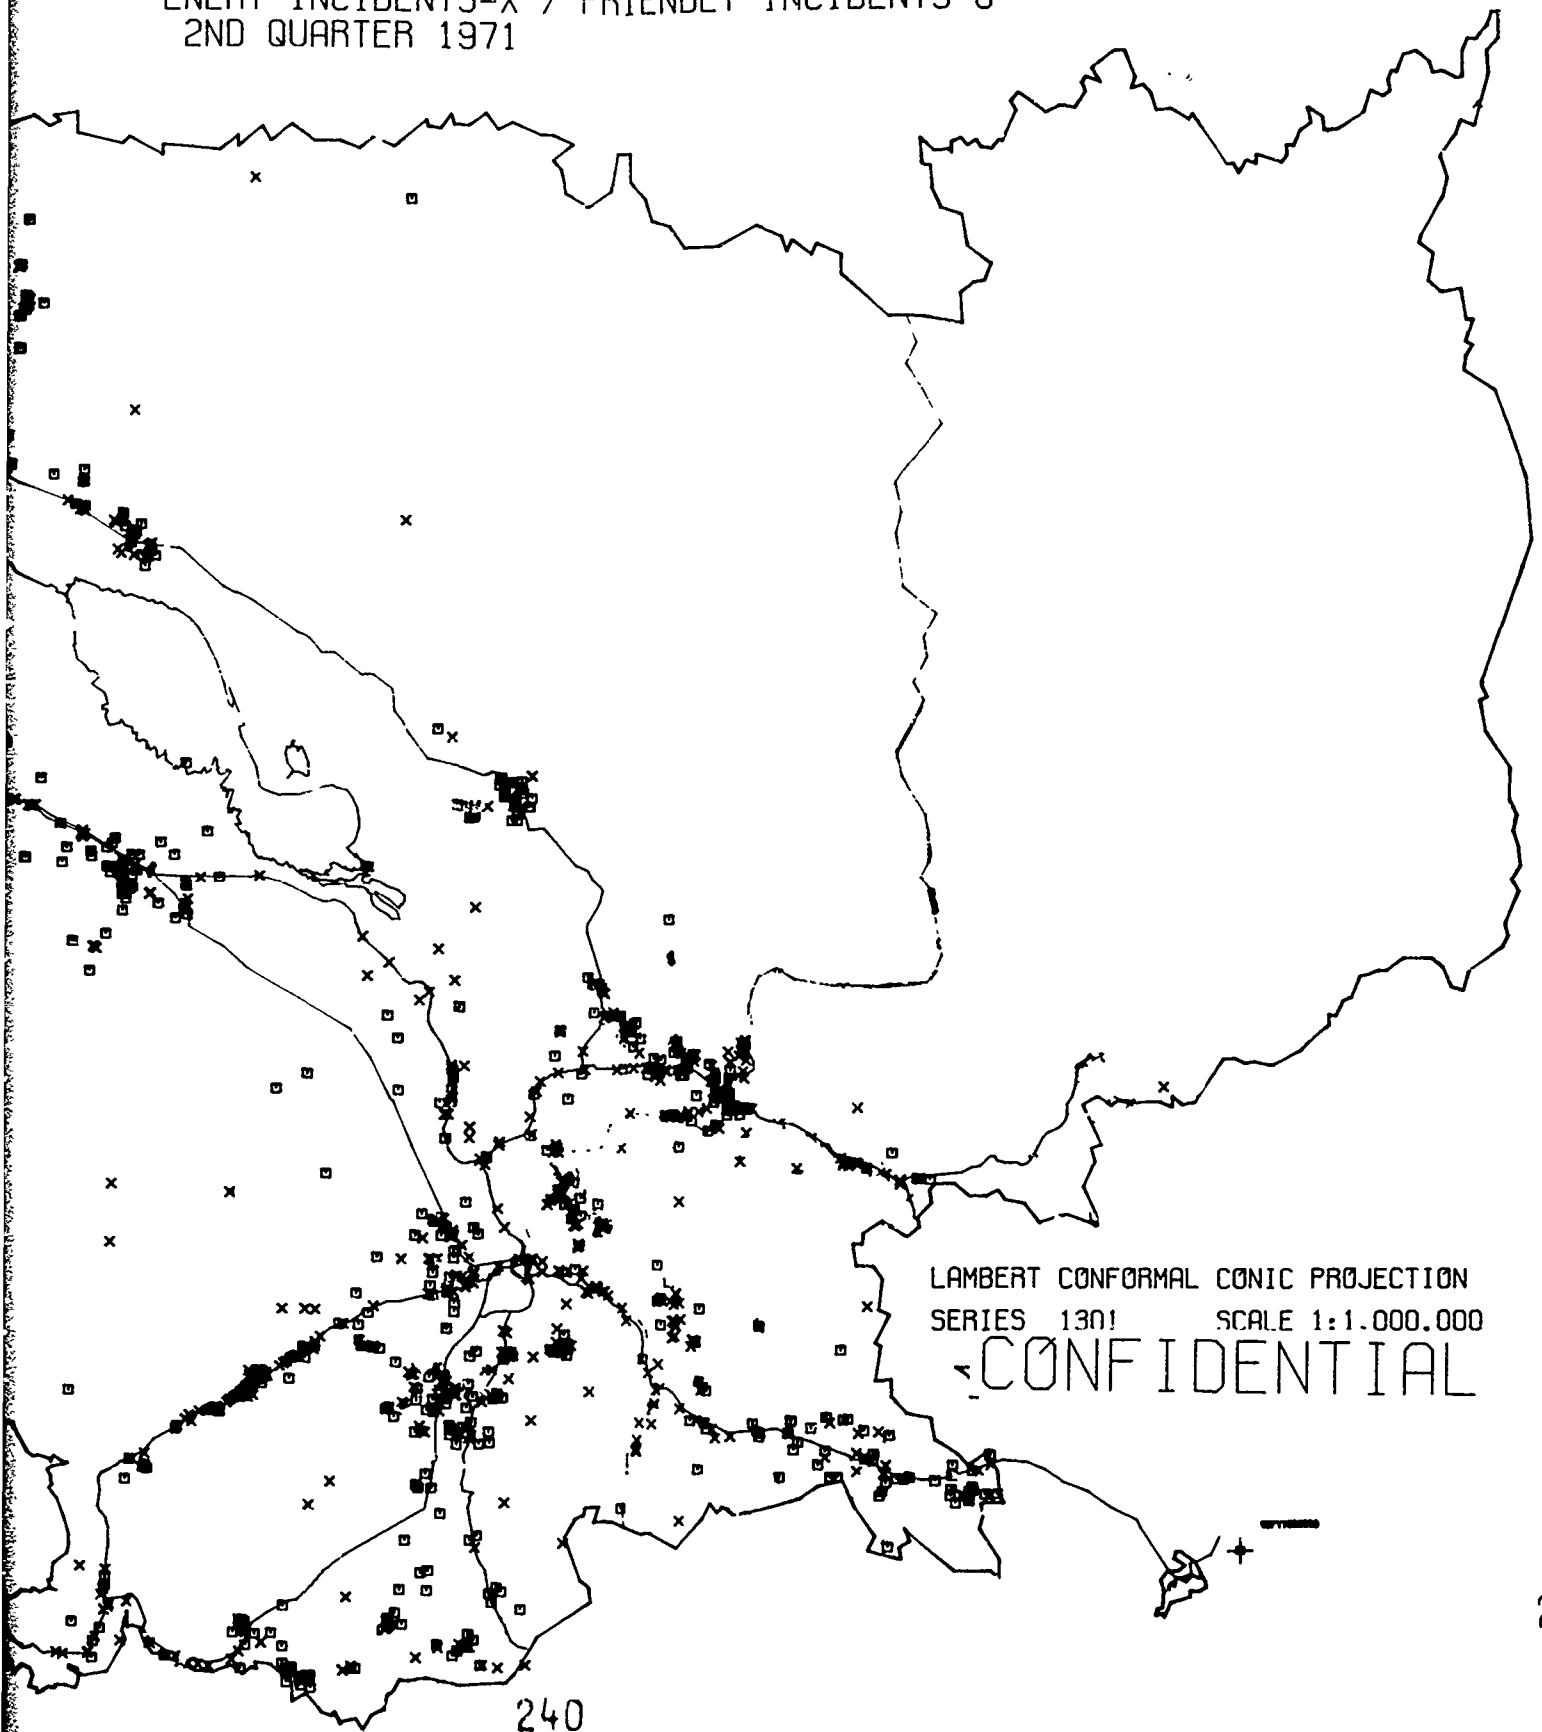 ENEMY INCIDENTS-X / FRIENDLY INCIDENTS
2ND QUARTER 1971
LAMBERT CONFORMAL CONIC PROJECTION
SERIES 1301 SCALE 1:1.000.000
CONFIDENTIAL
240